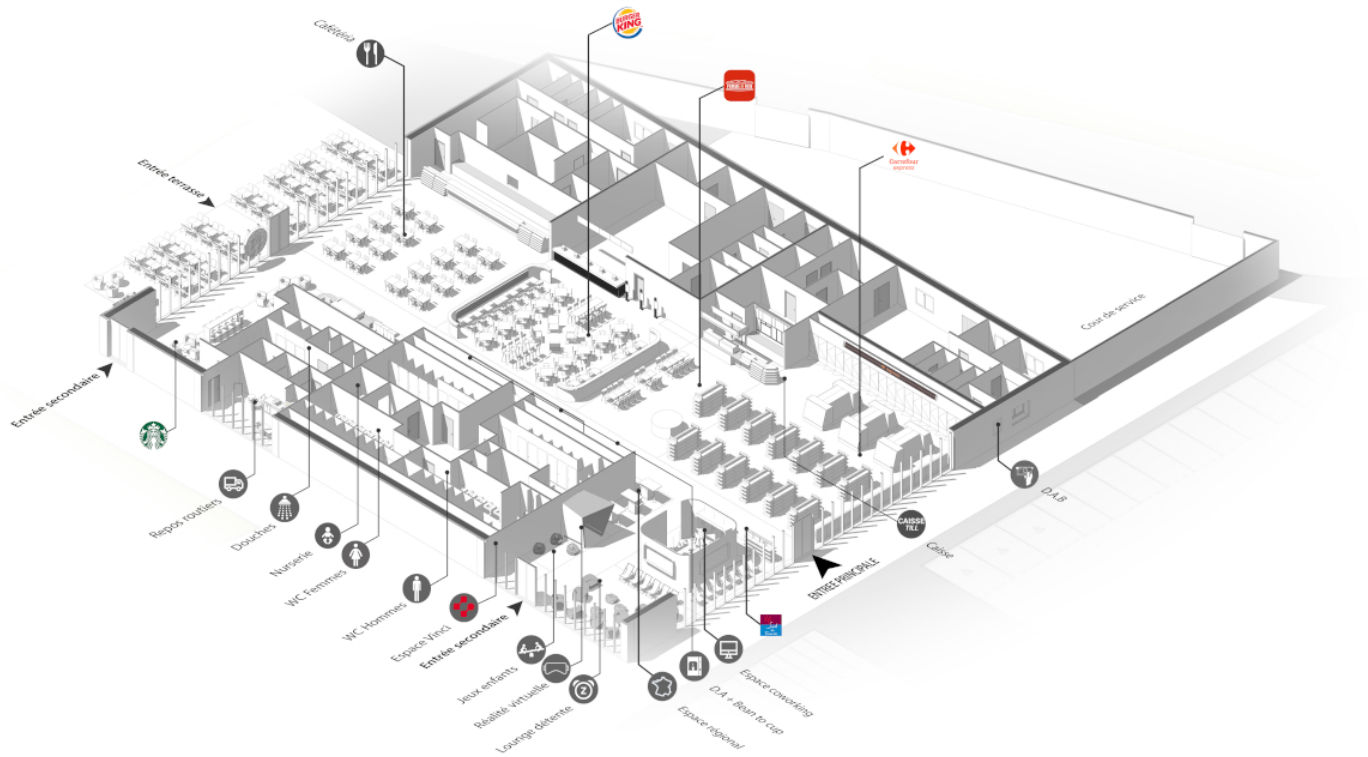 Cafétéria
BURGER KING
Carrefour
express
Entrée terrasse
Cour de service
Entrée secondaire
D.A.B
CAISSE
TILL
Caisse
ENTRÉE PRINCIPALE
Repos routiers
Douches
Nurserie
WC Femmes
WC Hommes
Espace Vinci
Entrée secondaire
Jeux enfants
Réalité virtuelle
Z
Lounge détente
Espace coworking
D.A + Bean to cup
Espace régional